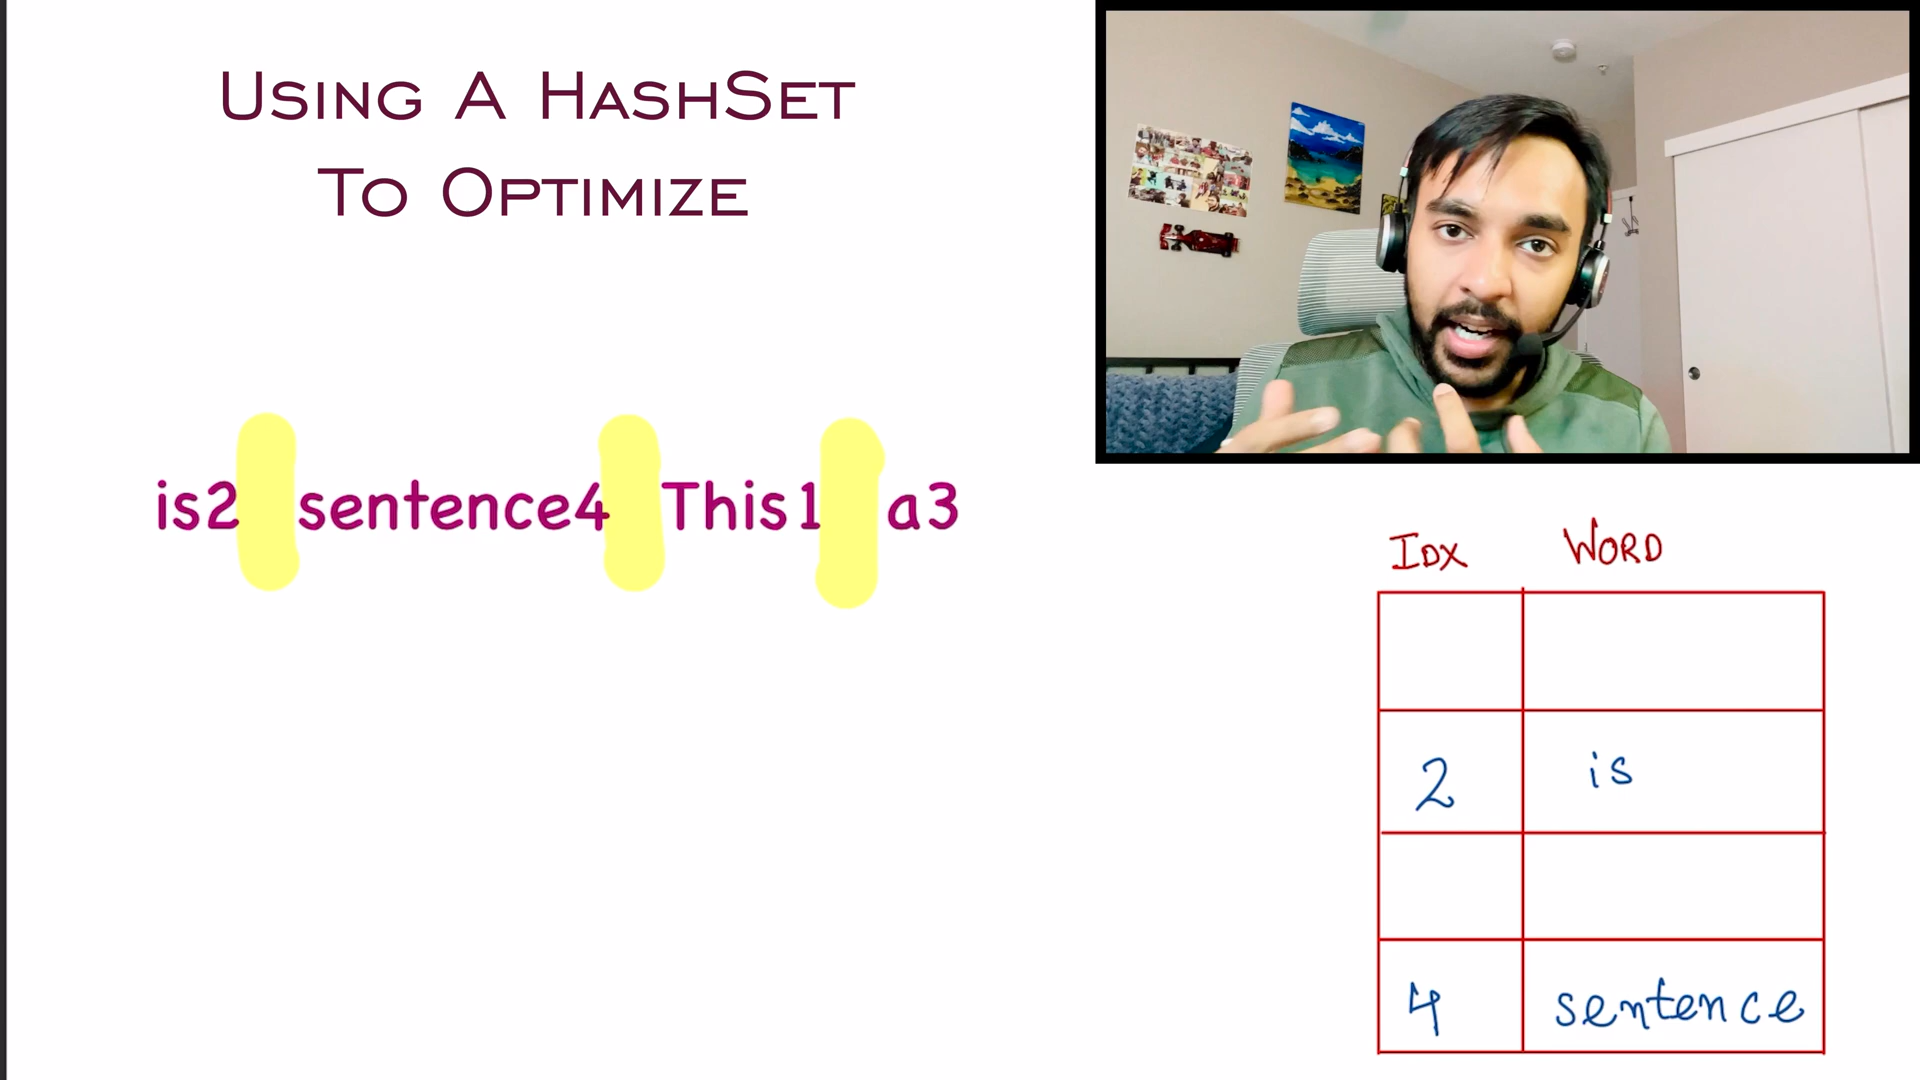 Using A HashSet
To Optimize
is2 sentence4 This1 a3
Idx Word
2 is
4 sentence